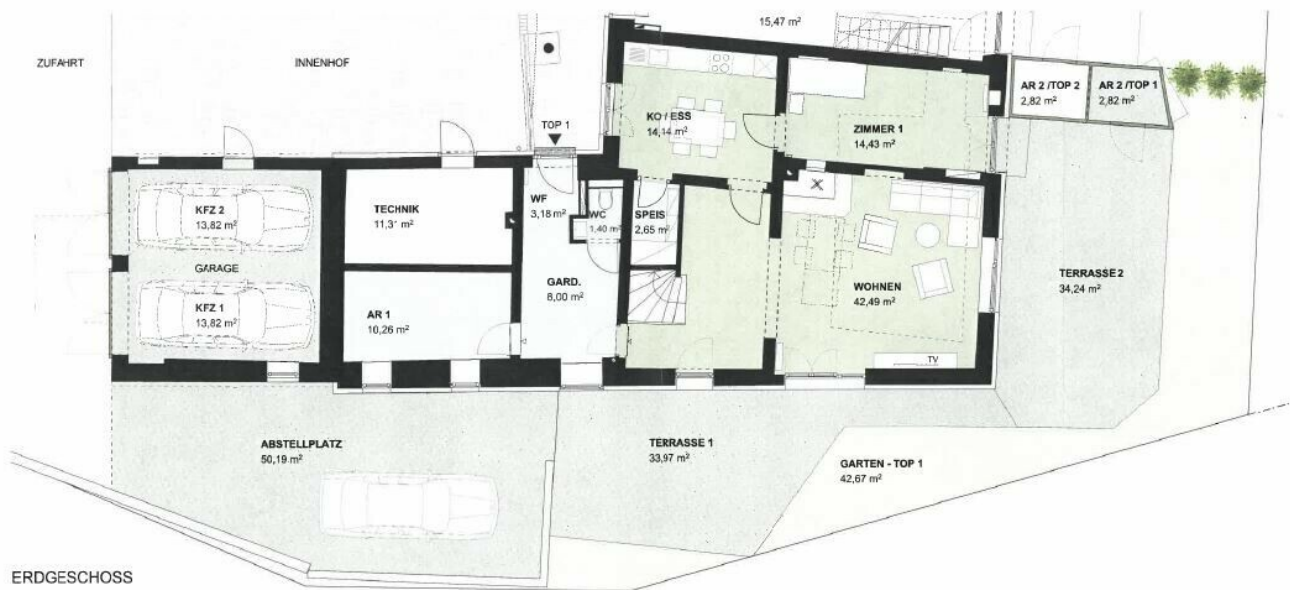 15,47 m²
ZUFAHRT
INNENHOF
TOP 1
KO / ESS
14,14 m²
ZIMMER 1
14,43 m²
AR 2 /TOP 2
2,82 m²
AR 2 /TOP 1
2,82 m²
KFZ 2
13,82 m²
GARAGE
KFZ 1
13,82 m²
TECHNIK
11,31 m²
AR 1
10,26 m²
WF
3,18 m²
WC
1,40 m²
SPEIS
2,65 m²
GARD.
8,00 m²
WOHNEN
42,49 m²
TV
TERRASSE 2
34,24 m²
ABSTELLPLATZ
50,19 m²
TERRASSE 1
33,97 m²
GARTEN - TOP 1
42,67 m²
ERDGESCHOSS